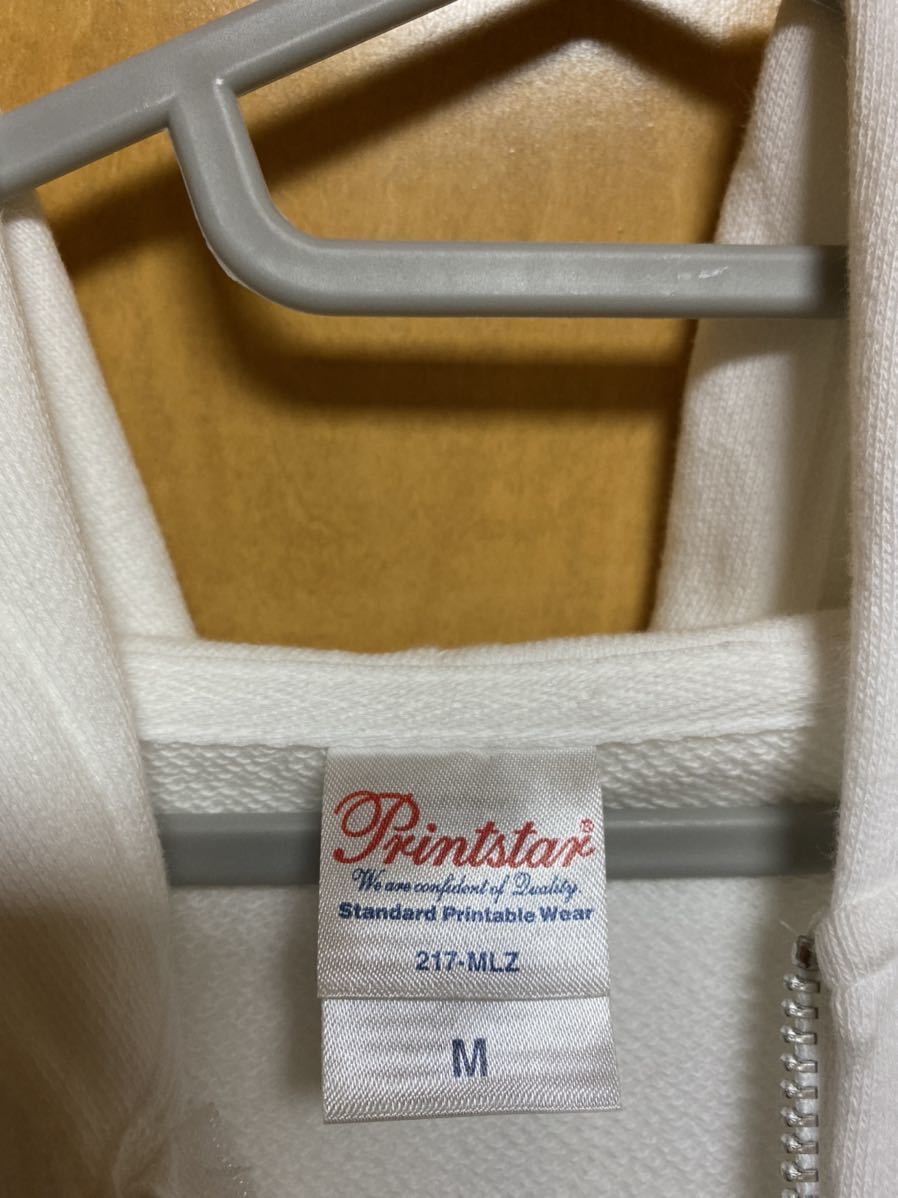 Printstar®
We are confident of Quality
Standard Printable Wear
217-MLZ
M